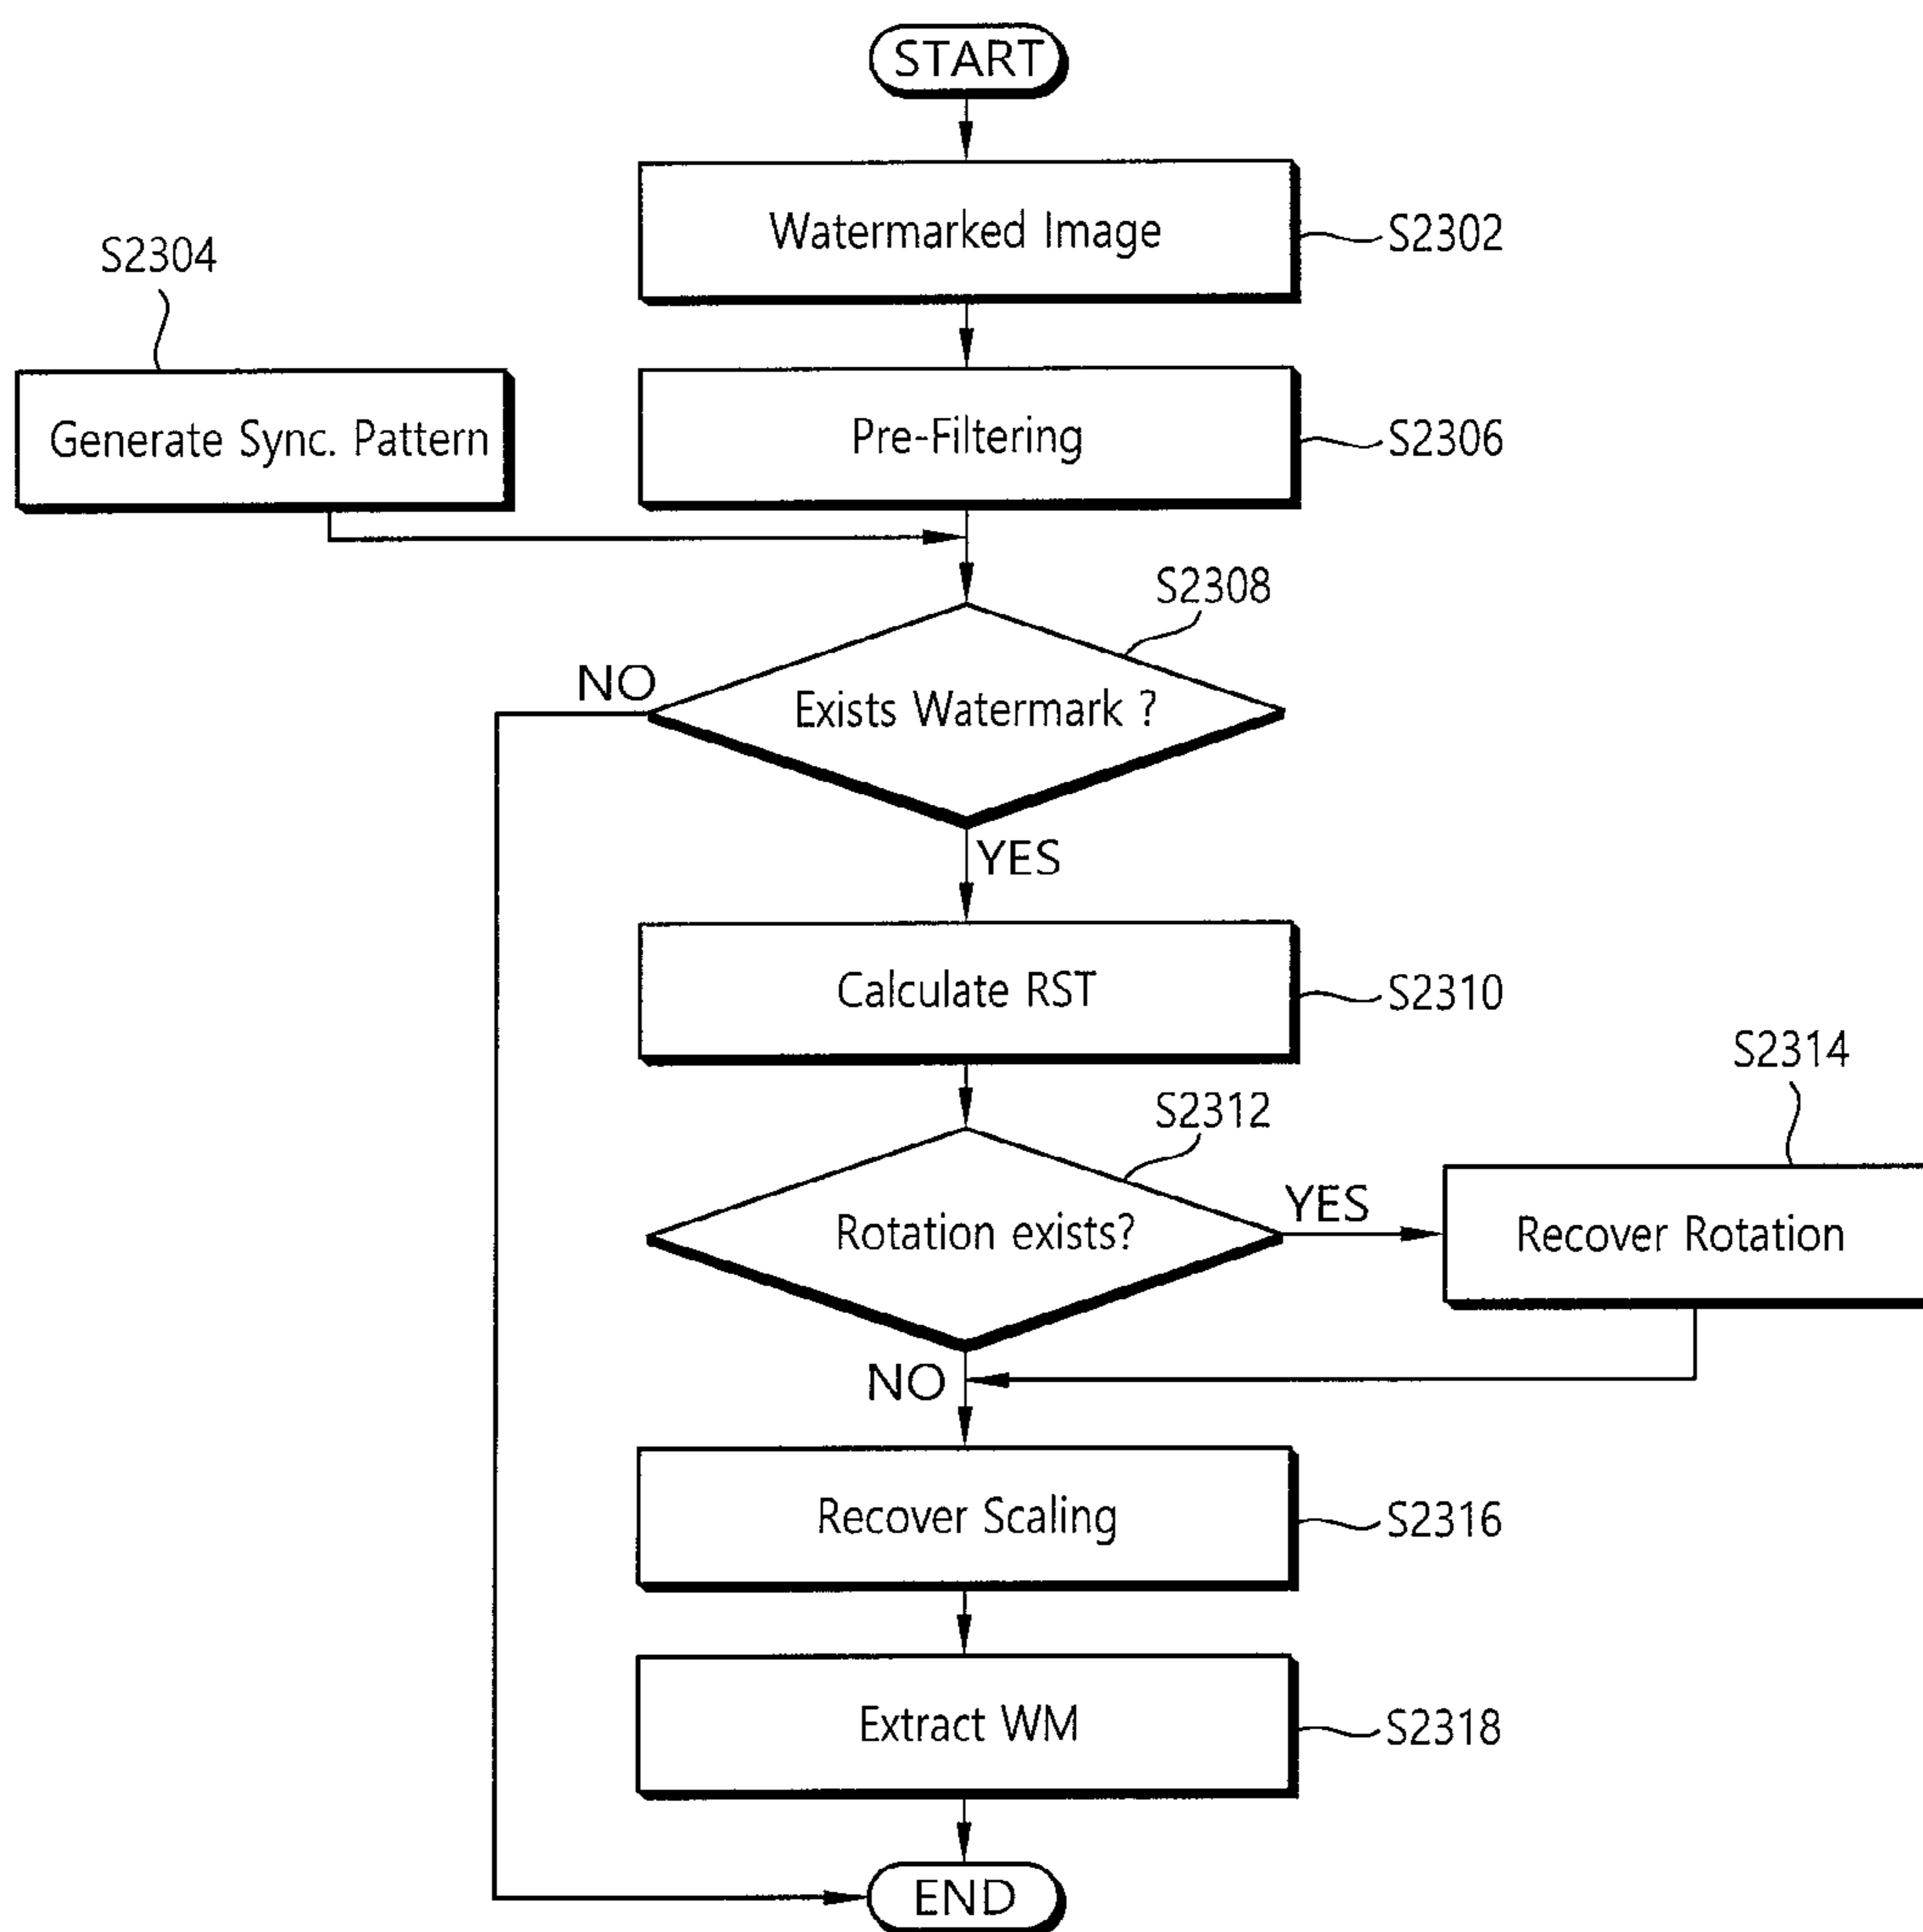 START
Watermarked Image
S2302
S2304
Generate Sync. Pattern
Pre-Filtering
S2306
S2308
NO
Exists Watermark ?
YES
Calculate RST
S2310
S2314
S2312
Rotation exists?
YES
Recover Rotation
NO
Recover Scaling
S2316
Extract WM
S2318
END